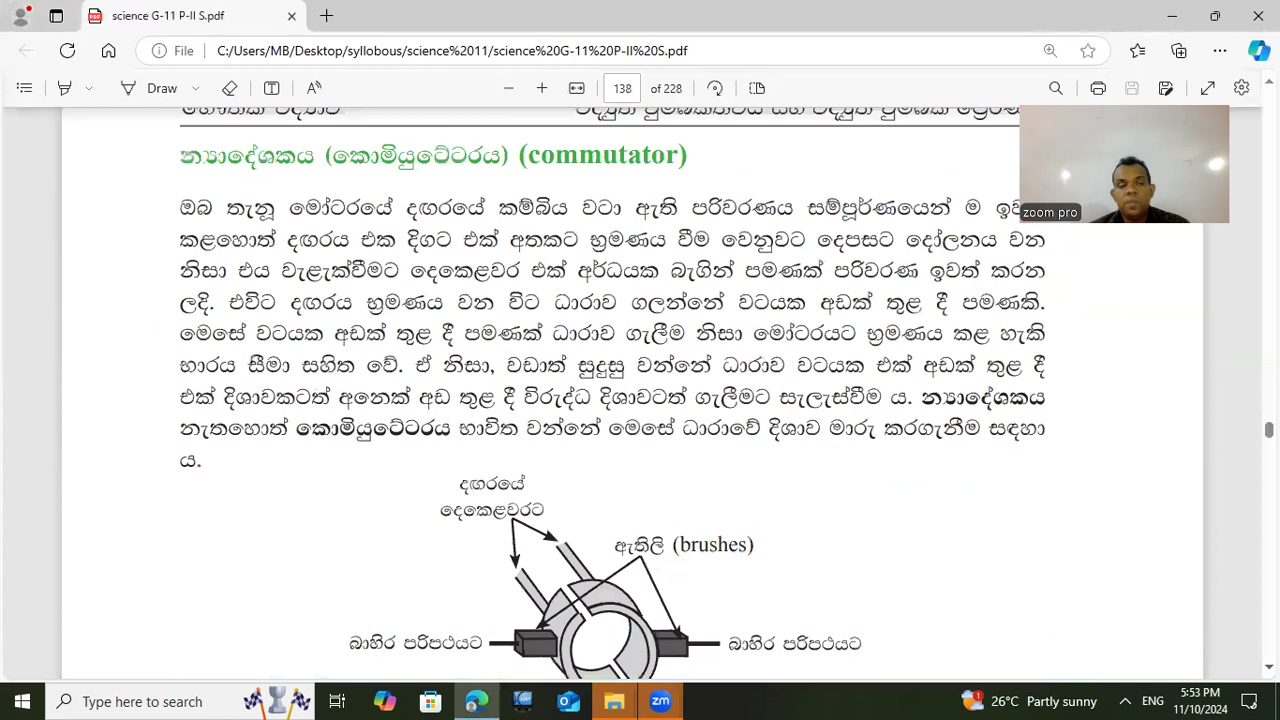 science G-11 P-II S.pdf
File
C:/Users/MB/Desktop/syllobous/science%2011/science%20G-11%20P-II%20S.pdf
Draw
138 of 228
න්‍යාදේශකය (කොමියුටේටරය) (commutator)
ඔබ තැනූ මෝටරයේ දඟරයේ කම්බිය වටා ඇති පරිවරණය සම්පූර්ණයෙන් ම
කළහොත් දඟරය එක දිගට එක් අතකට භ්‍රමණය වීම වෙනුවට දෙපසට දෝලනය වන
නිසා එය වැළැක්වීමට දෙකෙළවර එක් අර්ධයක බැගින් පමණක් පරිවරණ ඉවත් කරන
ලදි. එවිට දඟරය භ්‍රමණය වන විට ධාරාව ගලන්නේ වටයක අඩක් තුළ දී පමණකි.
මෙසේ වටයක අඩක් තුළ දී පමණක් ධාරාව ගැලීම නිසා මෝටරයට භ්‍රමණය කළ හැකි
භාරය සීමා සහිත වේ. ඒ නිසා, වඩාත් සුදුසු වන්නේ ධාරාව වටයක එක් අඩක් තුළ දී
එක් දිශාවකටත් අනෙක් අඩ තුළ දී විරුද්ධ දිශාවටත් ගැලීමට සැලැස්වීම ය. න්‍යාදේශකය
නැතහොත් කොමියුටේටරය භාවිත වන්නේ මෙසේ ධාරාවේ දිශාව මාරු කරගැනීම සඳහා
ය.
දඟරයේ
දෙකෙළවරට
ඇතිලි (brushes)
බාහිර පරිපථයට
බාහිර පරිපථයට
zoom pro
Type here to search
26°C Partly sunny
ENG
5:53 PM
11/10/2024